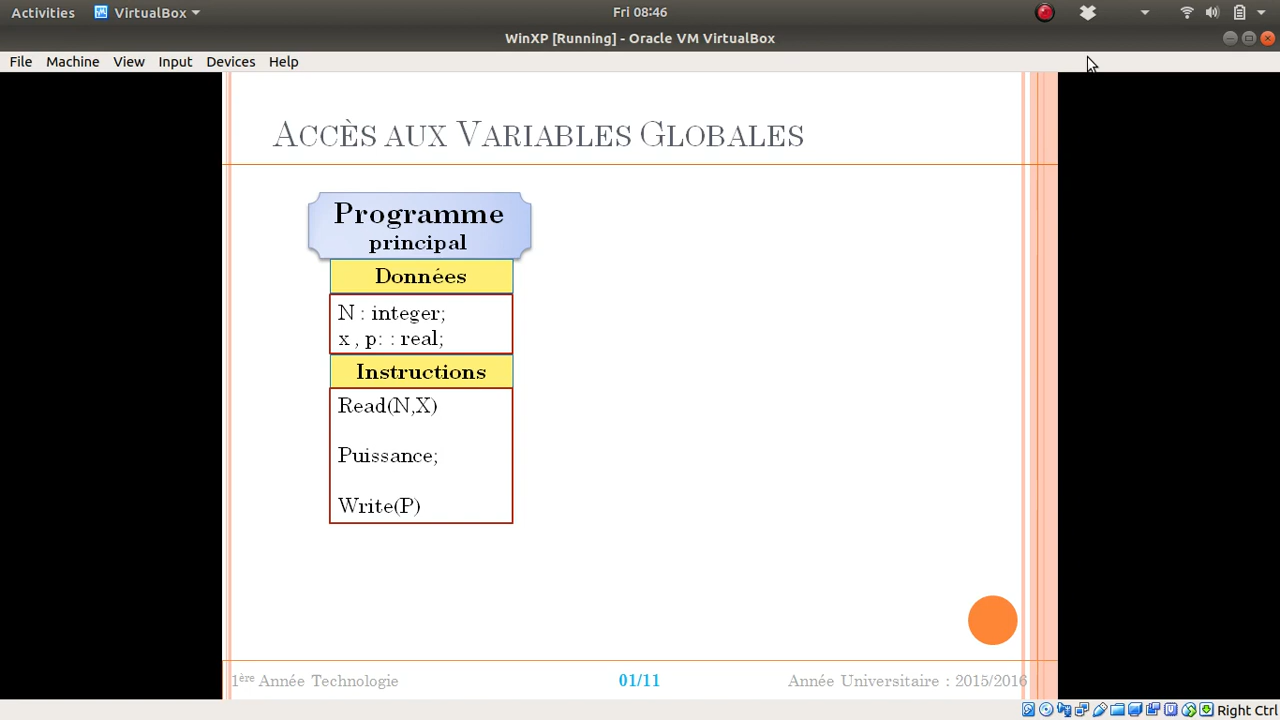 Activities VirtualBox Fri 08:46
WinXP [Running] - Oracle VM VirtualBox
File Machine View Input Devices Help
Accès aux Variables Globales
Programme
principal
Données
N : integer;
x , p: : real;
Instructions
Read(N,X)
Puissance;
Write(P)
1ère Année Technologie 01/11 Année Universitaire : 2015/2016
Right Ctrl